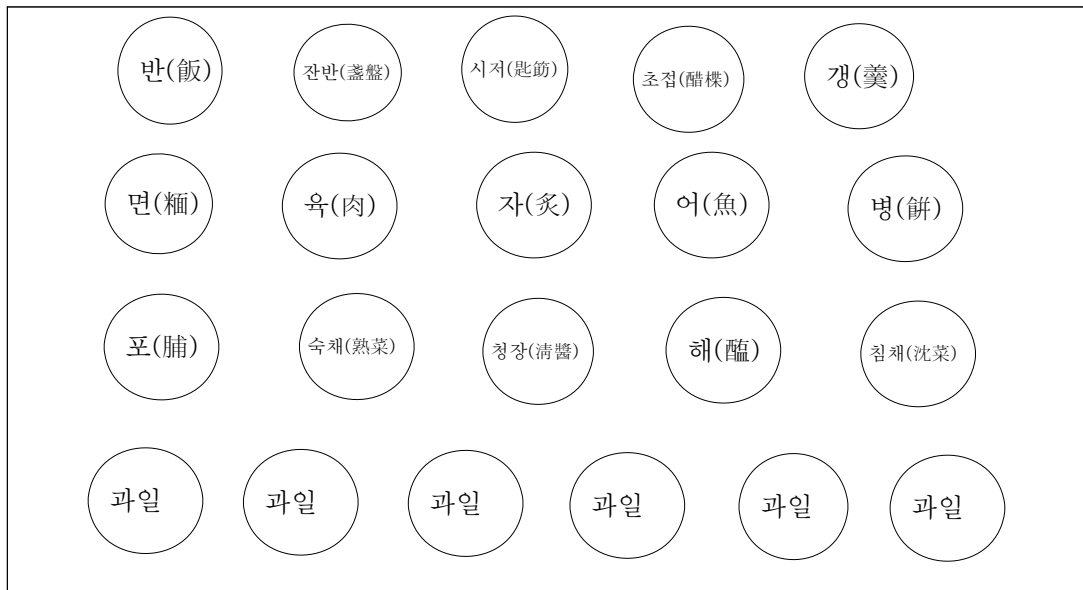 반(飯) 잔반(盞盤) 시저(匙筯) 초접(醋楪) 갱(羹)
면(糆) 육(肉) 자(炙) 어(魚) 병(餠)
포(脯) 숙채(熟菜) 청장(淸醬) 해(醢) 침채(沈菜)
과일 과일 과일 과일 과일 과일